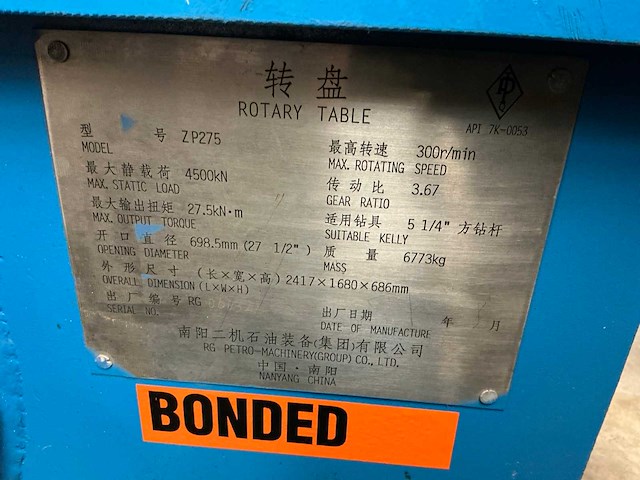 转盘
ROTARY TABLE
API 7K-0053
型 号 ZP275
MODEL
最大静载荷 4500kN
MAX. STATIC LOAD
最大输出扭矩 27.5kN·m
MAX. OUTPUT TORQUE
开口直径 698.5mm(27 1/2")
OPENING DIAMETER
最高转速 300r/min
MAX. ROTATING SPEED
传动比 3.67
GEAR RATIO
适用钻具 5 1/4" 方钻杆
SUITABLE KELLY
质 量 6773kg
MASS
外形尺寸 (长×宽×高)2417×1680×686mm
OVERALL DIMENSION(L×W×H)
出厂编号 RG
SERIAL NO.
出厂日期 年 月
DATE OF MANUFACTURE
南阳二机石油装备(集团)有限公司
RG PETRO-MACHINERY(GROUP) CO., LTD.
中国·南阳
NANYANG CHINA
BONDED